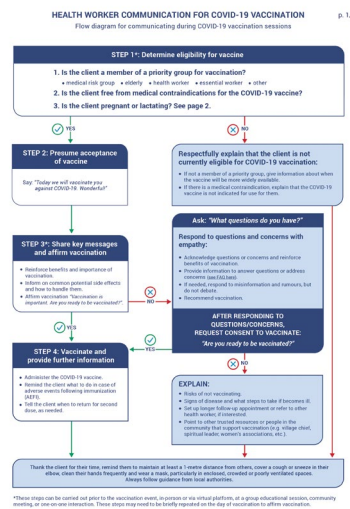 HEALTH WORKER COMMUNICATION FOR COVID-19 VACCINATION
p. 1.
Flow diagram for communicating during COVID-19 vaccination sessions
STEP 1*: Determine eligibility for vaccine
1. Is the client a member of a priority group for vaccination?
• medical risk group • elderly • health worker • essential worker • other
2. Is the client free from medical contraindications for the COVID-19 vaccine?
3. Is the client pregnant or lactating? See page 2.
YES
NO
STEP 2: Presume acceptance
of vaccine
Say: "Today we will vaccinate you
against COVID-19. Wonderful!"
Respectfully explain that the client is not
currently eligible for COVID-19 vaccination:
• If not a member of a priority group, give information about when
the vaccine will be more widely available.
• If there is a medical contraindication, explain that the COVID-19
vaccine is not indicated for use for them.
Ask: "What questions do you have?"
Respond to questions and concerns with
empathy:
• Acknowledge questions or concerns and reinforce
benefits of vaccination.
• Provide information to answer questions or address
concerns (see FAQ here).
• If needed, respond to misinformation and rumours, but
do not debate.
• Recommend vaccination.
STEP 3*: Share key messages
and affirm vaccination
• Reinforce benefits and importance of
vaccination.
• Inform on common potential side effects
and how to handle them.
• Affirm vaccination "Vaccination is
important. Are you ready to be vaccinated?".
NO
AFTER RESPONDING TO
QUESTIONS/CONCERNS,
REQUEST CONSENT TO VACCINATE:
"Are you ready to be vaccinated?"
YES
YES
NO
STEP 4: Vaccinate and
provide further information
• Administer the COVID-19 vaccine.
• Remind the client what to do in case of
adverse events following immunization
(AEFI).
• Tell the client when to return for second
dose, as needed.
EXPLAIN:
• Risks of not vaccinating.
• Signs of disease and what steps to take if becomes ill.
• Set up longer follow-up appointment or refer to other
health worker, if interested.
• Point to other trusted resources or people in the
community that support vaccination (e.g. village chief,
spiritual leader, women's associations, etc.).
Thank the client for their time, remind them to maintain at least a 1-metre distance from others, cover a cough or sneeze in their
elbow, clean their hands frequently and wear a mask, particularly in enclosed, crowded or poorly ventilated spaces.
Always follow guidance from local authorities.
*These steps can be carried out prior to the vaccination event, in-person or via virtual platform, at a group educational session, community
meeting, or one-on-one interaction. These steps may need to be briefly repeated on the day of vaccination to affirm vaccination.